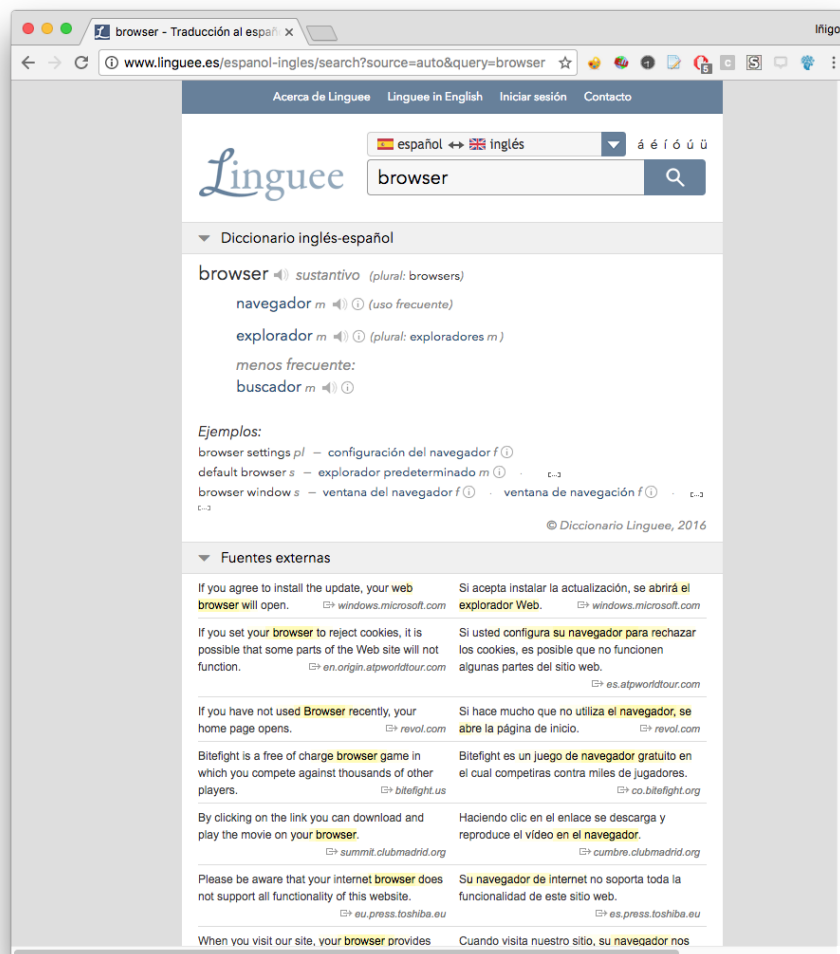 browser - Traducción al españ
Iñigo
www.linguee.es/espanol-ingles/search?source=auto&query=browser
5
Acerca de Linguee Linguee in English Iniciar sesión Contacto
Linguee
español ↔ inglés
á é í ó ú ü
browser
Diccionario inglés-español
browser sustantivo (plural: browsers)
navegador m (uso frecuente)
explorador m (plural: exploradores m)
menos frecuente:
buscador m
Ejemplos:
browser settings pl — configuración del navegador f
default browser s — explorador predeterminado m · [...]
browser window s — ventana del navegador f · ventana de navegación f · [...]
[...]
© Diccionario Linguee, 2016
Fuentes externas
If you agree to install the update, your web
browser will open. windows.microsoft.com
Si acepta instalar la actualización, se abrirá el
explorador Web. windows.microsoft.com
If you set your browser to reject cookies, it is
possible that some parts of the Web site will not
function. en.origin.atpworldtour.com
Si usted configura su navegador para rechazar
los cookies, es posible que no funcionen
algunas partes del sitio web.
es.atpworldtour.com
If you have not used Browser recently, your
home page opens. revol.com
Si hace mucho que no utiliza el navegador, se
abre la página de inicio. revol.com
Bitefight is a free of charge browser game in
which you compete against thousands of other
players. bitefight.us
Bitefight es un juego de navegador gratuito en
el cual competiras contra miles de jugadores.
co.bitefight.org
By clicking on the link you can download and
play the movie on your browser.
summit.clubmadrid.org
Haciendo clic en el enlace se descarga y
reproduce el vídeo en el navegador.
cumbre.clubmadrid.org
Please be aware that your internet browser does
not support all functionality of this website.
eu.press.toshiba.eu
Su navegador de internet no soporta toda la
funcionalidad de este sitio web.
es.press.toshiba.eu
When you visit our site, your browser provides
Cuando visita nuestro sitio, su navegador nos